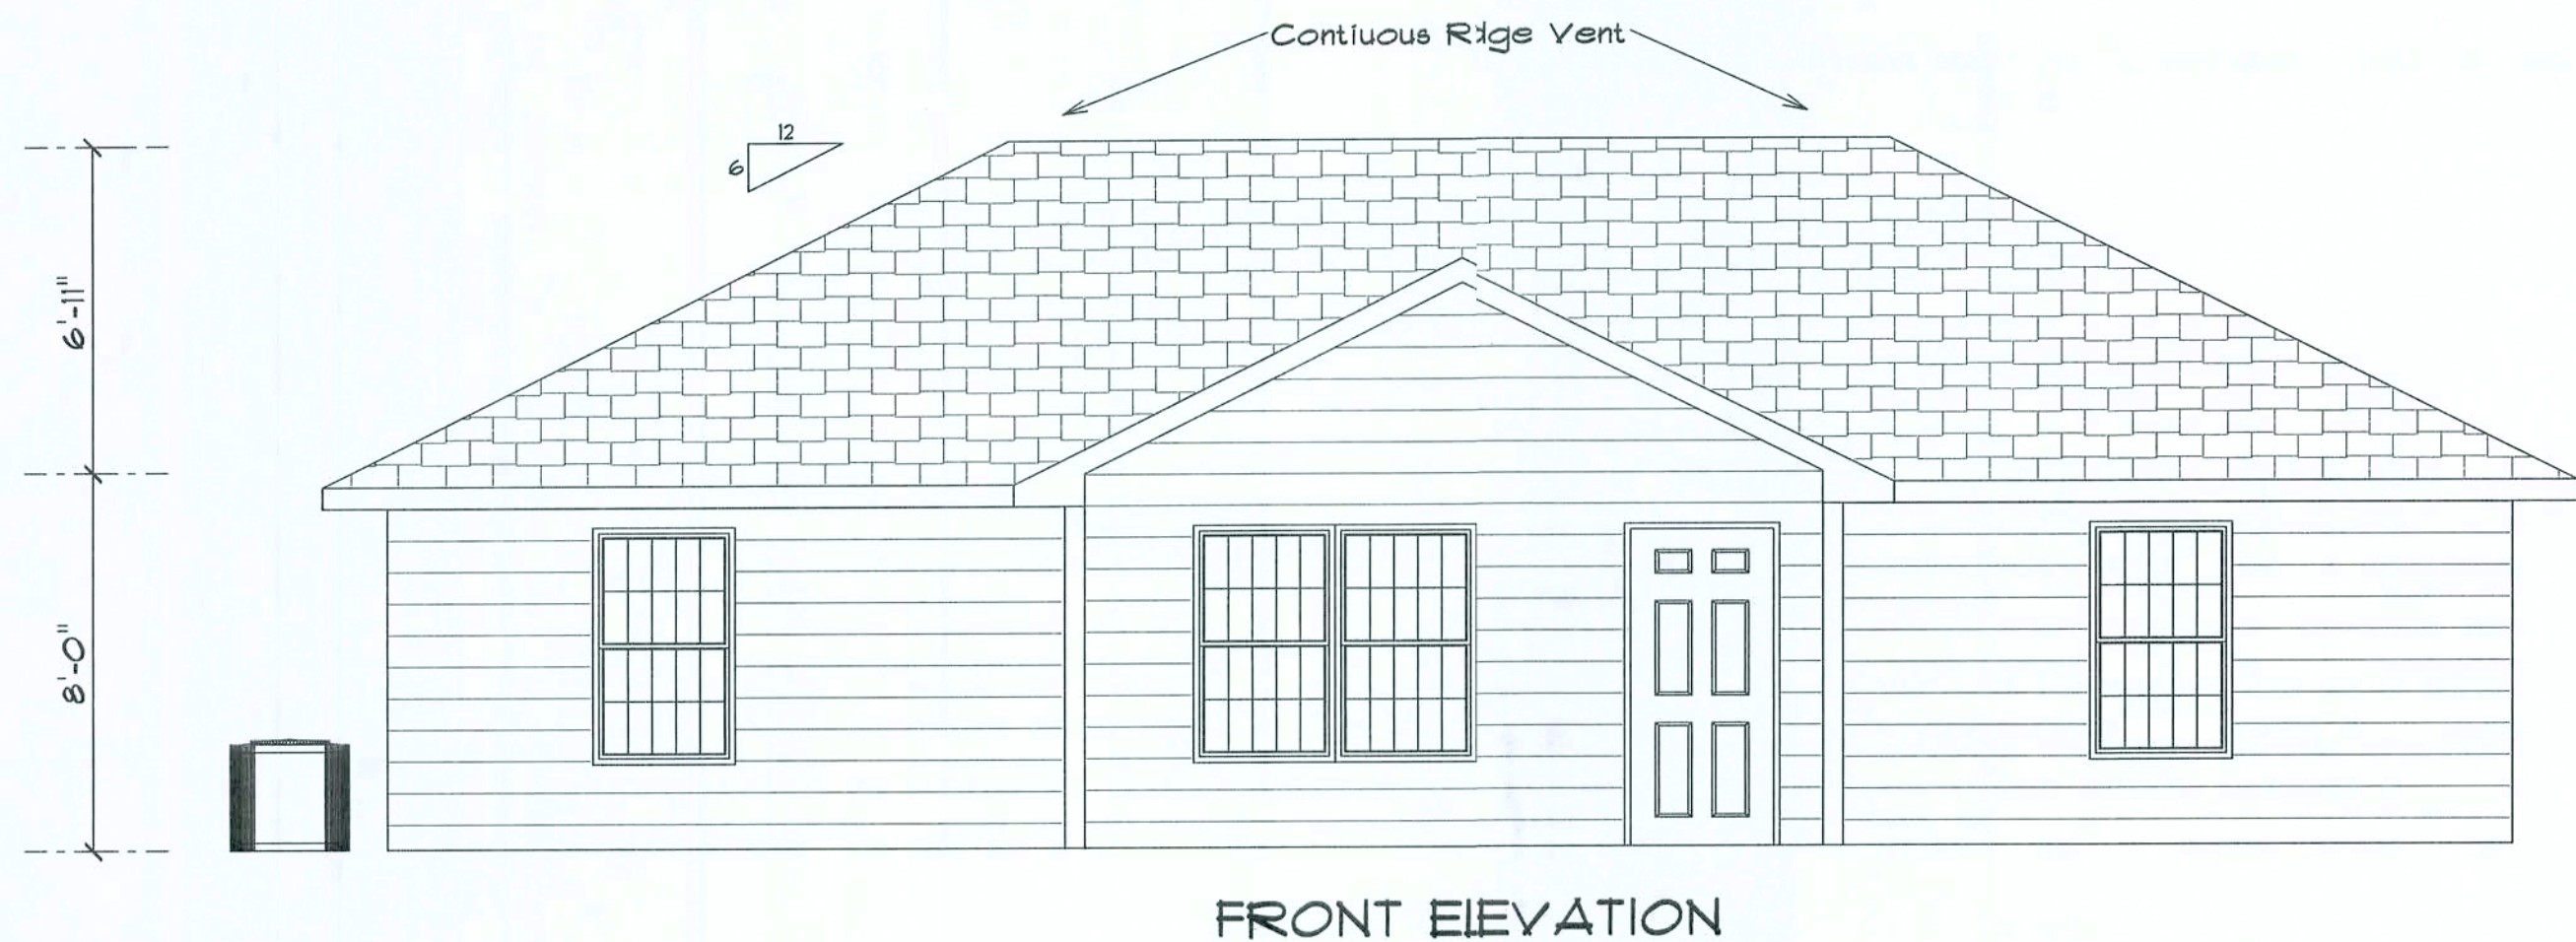 Contiuous Ridge Vent
12
6
6'-11"
8'-0"
FRONT ELEVATION